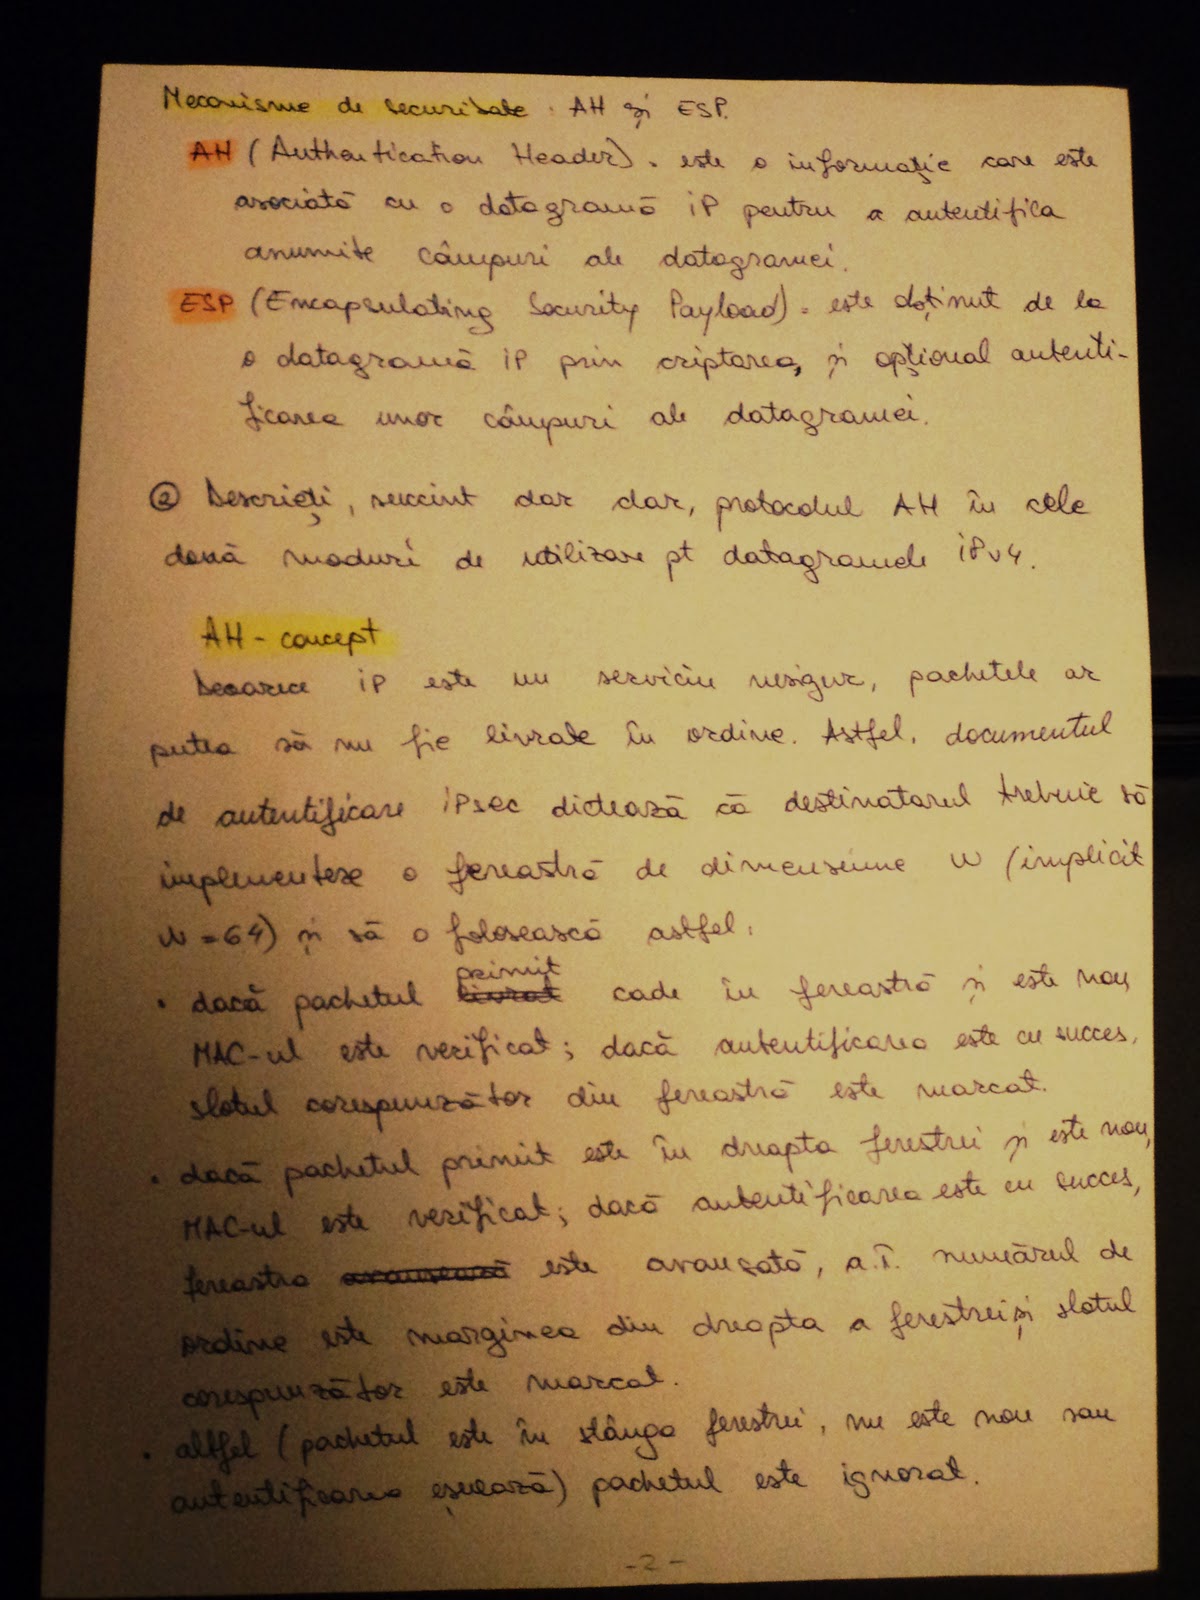 Mecanisme de securitate: AH și ESP.
AH (Authentication Header) - este o informație care este
asociată cu o datagramă IP pentru a autentifica
anumite câmpuri ale datagramei.
ESP (Encapsulating Security Payload) - este obținut de la
o datagramă IP prin criptarea, și opțional autenti-
ficarea unor câmpuri ale datagramei.
② Descrieți, succint dar clar, protocolul AH în cele
două moduri de utilizare pt datagramele IPv4.
AH - concept
Deoarece IP este un serviciu nesigur, pachetele ar
putea să nu fie livrate în ordine. Astfel, documentul
de autentificare IPsec dictează că destinatarul trebuie să
implementeze o fereastră de dimensiune W (implicit
W = 64) și să o folosească astfel:
• dacă pachetul livrat primit cade în fereastră și este nou,
MAC-ul este verificat; dacă autentificarea este cu succes,
slotul corespunzător din fereastră este marcat.
• dacă pachetul primit este în dreapta ferestrei și este nou,
MAC-ul este verificat; dacă autentificarea este cu succes,
fereastra avansează este avansată, a.î. numărul de
ordine este marginea din dreapta a ferestrei și slotul
corespunzător este marcat.
• altfel (pachetul este în stânga ferestrei, nu este nou sau
autentificarea eșuează) pachetul este ignorat.
- 2 -